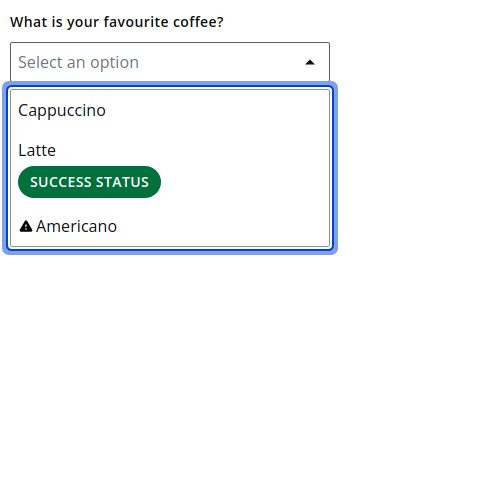 What is your favourite coffee?
Select an option
Cappuccino
Latte
SUCCESS STATUS
Americano